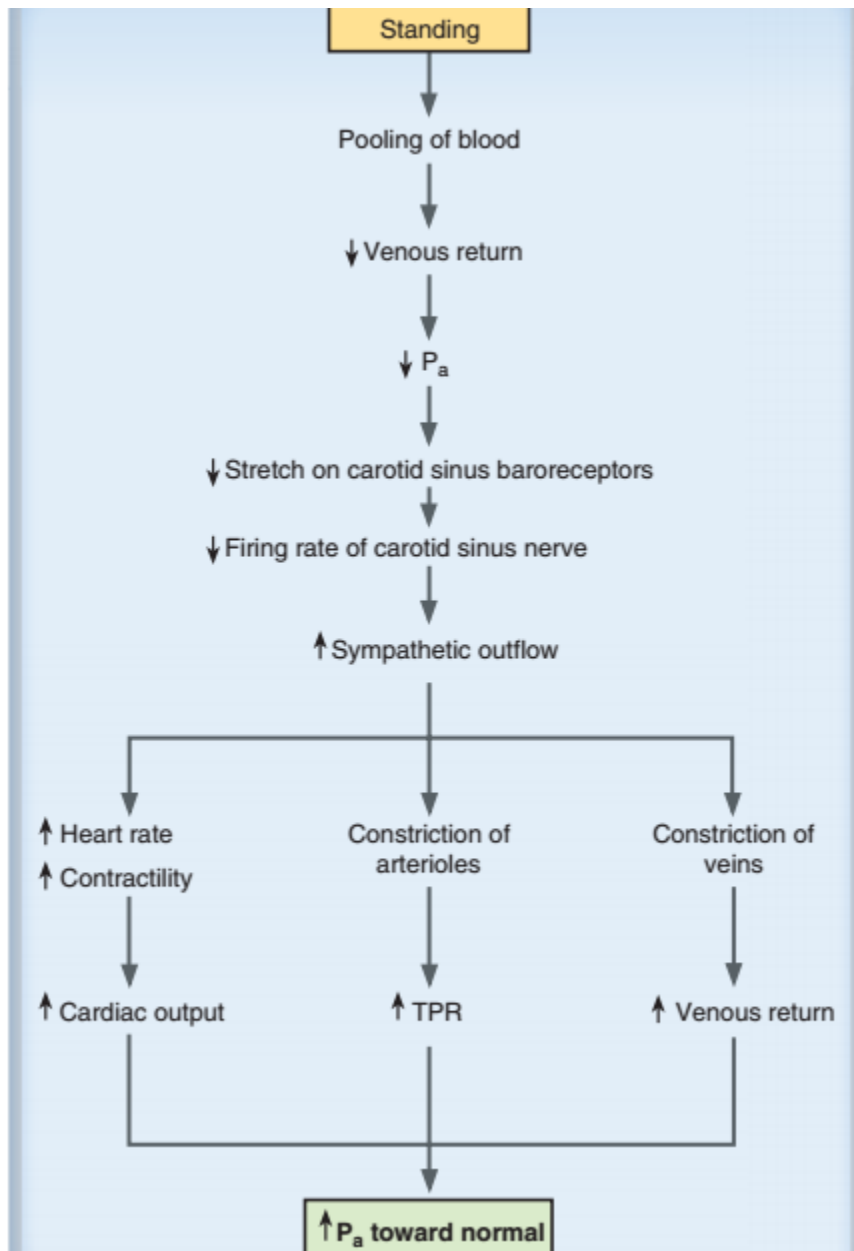 Standing
Pooling of blood
↓ Venous return
↓ Pa
↓ Stretch on carotid sinus baroreceptors
↓ Firing rate of carotid sinus nerve
↑ Sympathetic outflow
↑ Heart rate
↑ Contractility
Constriction of
arterioles
Constriction of
veins
↑ Cardiac output
↑ TPR
↑ Venous return
↑ Pa toward normal